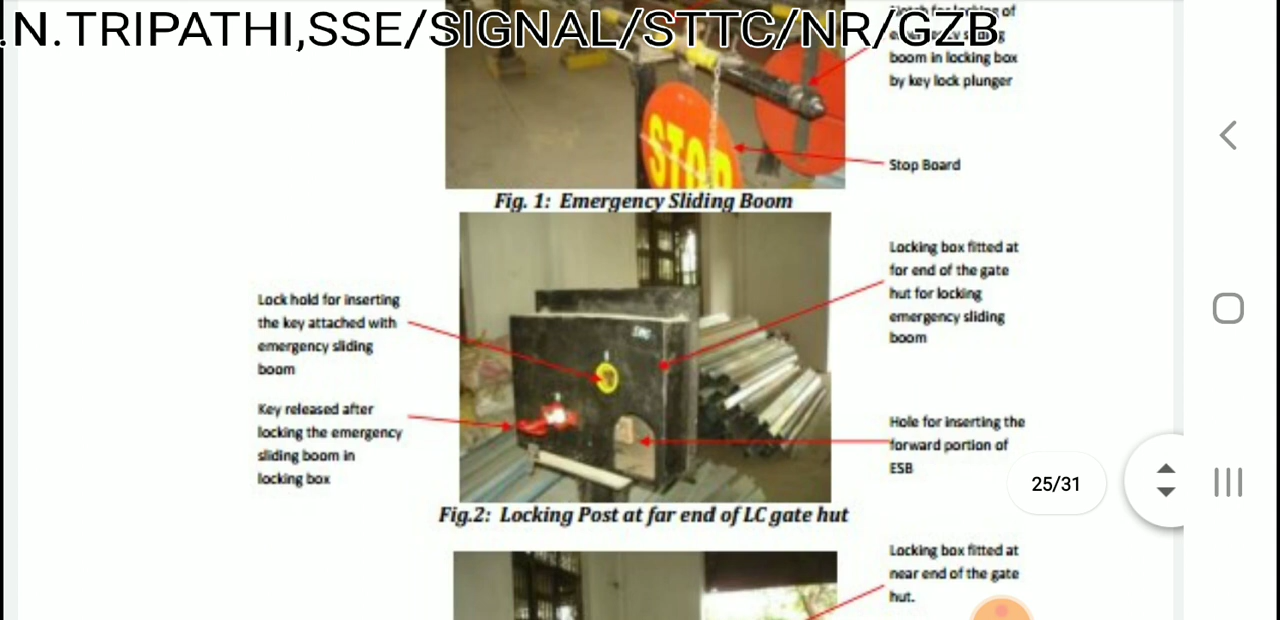 .N.TRIPATHI,SSE/SIGNAL/STTC/NR/GZB
boom in locking box
by key lock plunger
STOP
Stop Board
Fig. 1: Emergency Sliding Boom
Locking box fitted at
for end of the gate
hut for locking
emergency sliding
boom
Lock hold for inserting
the key attached with
emergency sliding
boom
Key released after
locking the emergency
sliding boom in
locking box
Hole for inserting the
forward portion of
ESB
25/31
Fig.2: Locking Post at far end of LC gate hut
Locking box fitted at
near end of the gate
hut.